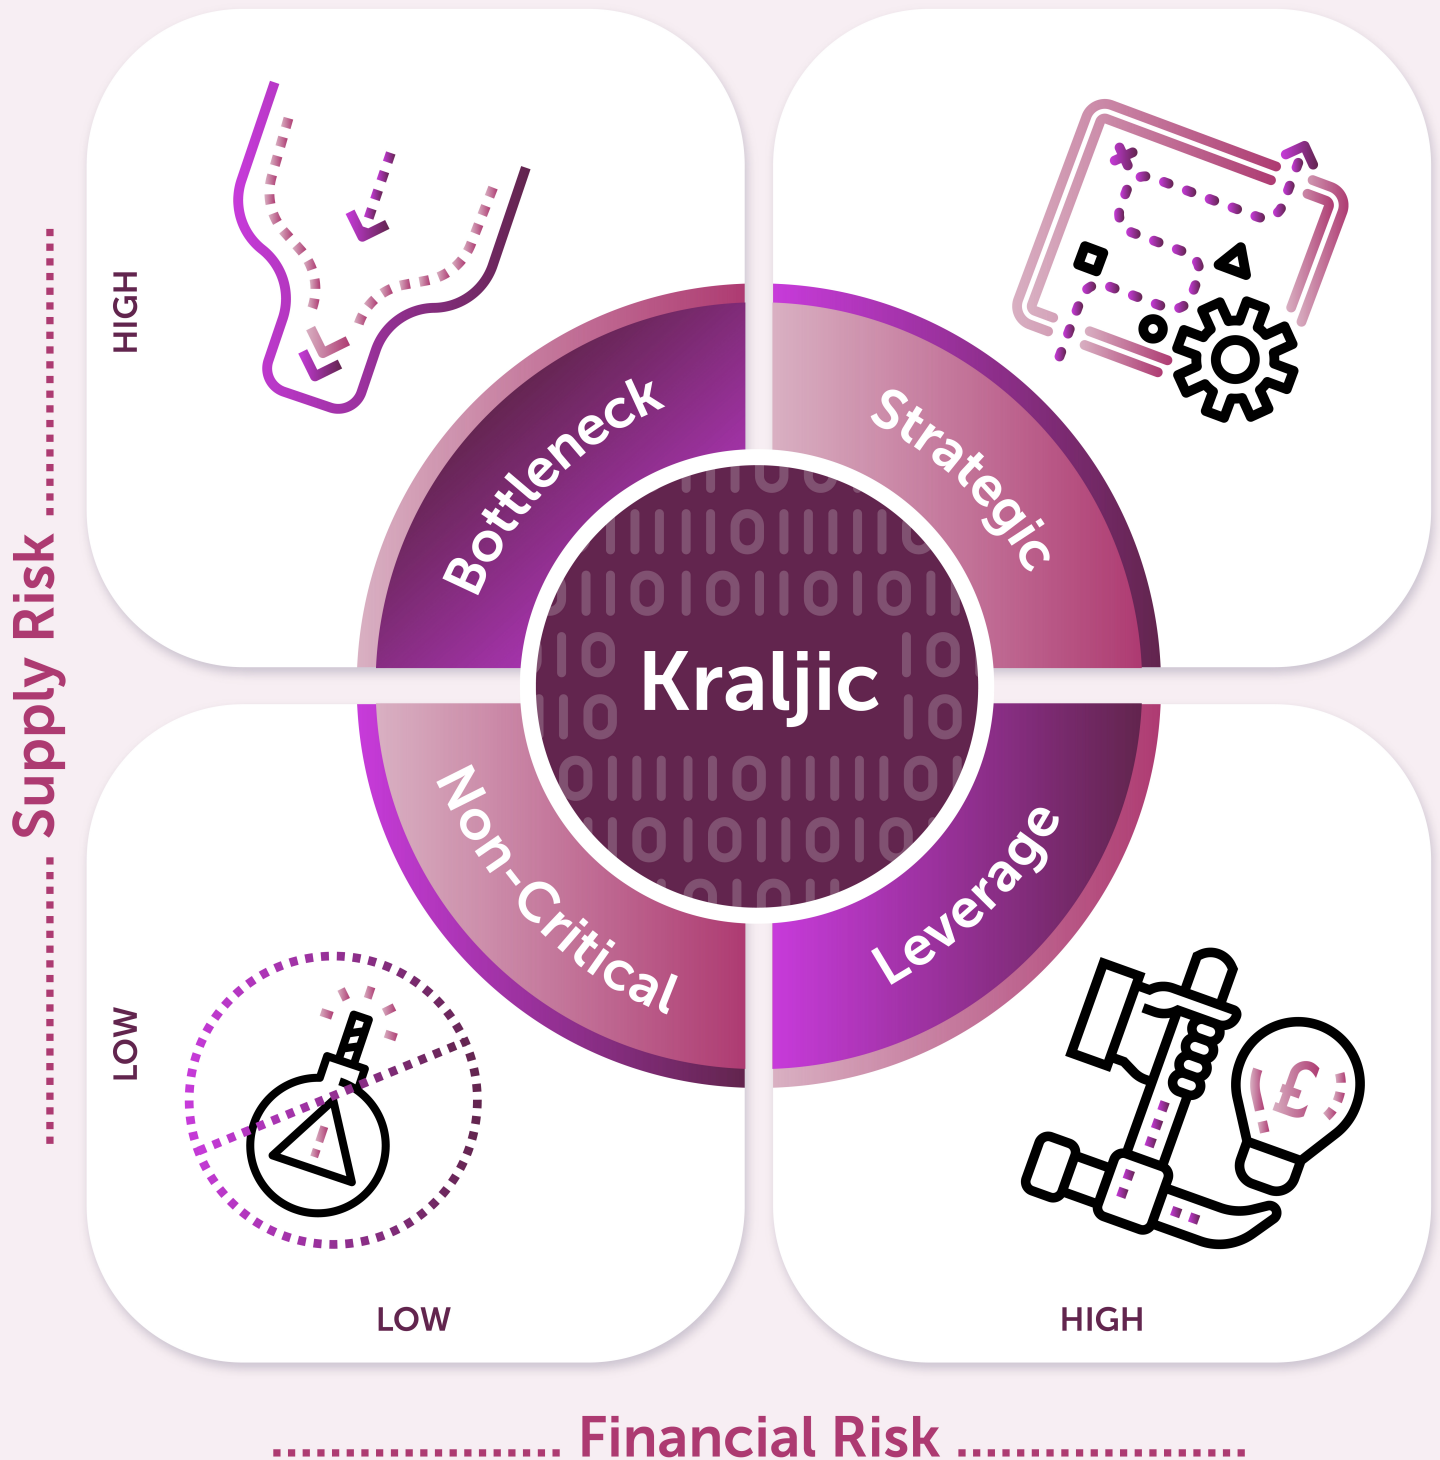 HIGH
Bottleneck
Strategic
Supply Risk
Kraljic
Non-Critical
Leverage
£
LOW
LOW
HIGH
Financial Risk